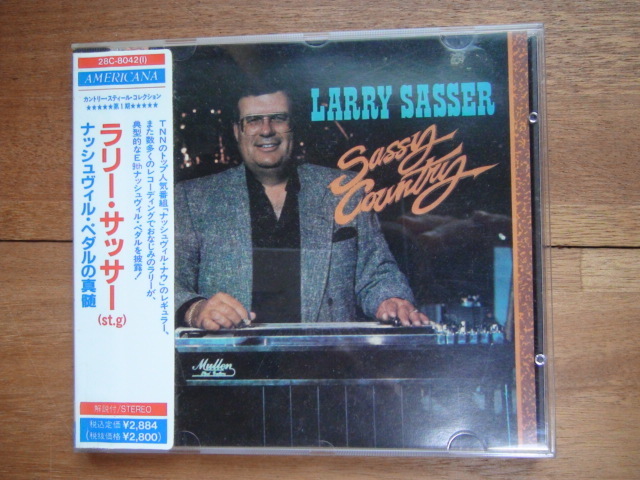 28C-8042(I)
AMERICANA
カントリー・スティール・コレクション
★★★★★第1期★★★★★
TNNのトップ人気番組「ナッシュヴィル・ナウ」のレギュラー、
また数多くのレコーディングでおなじみのラリーが、
典型的なE9thナッシュヴィル・ペダルを披露!
ラリー・サッサー
(st.g)
ナッシュヴィル・ペダルの真髄
解説付/STEREO
税込定価 ¥2,884
(税抜価格 ¥2,800)
LARRY SASSER
Sassy
Country
Mullen